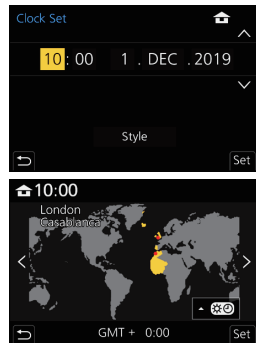 Clock Set
10 : 00 1 . DEC . 2019
Style
Set
10:00
London
Casablanca
GMT + 0:00
Set